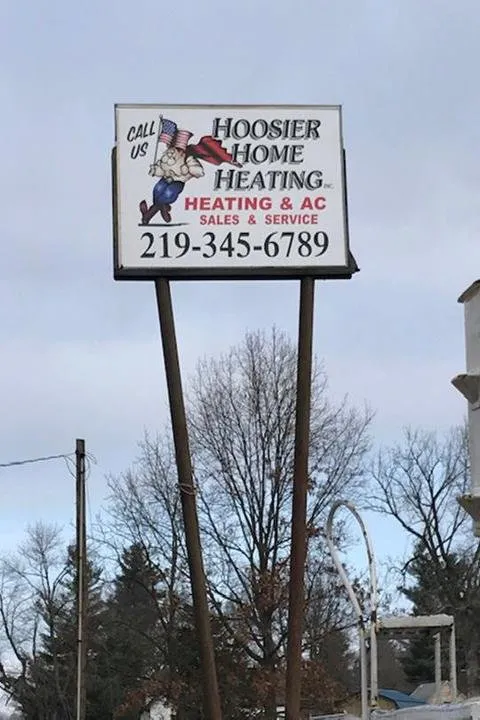 CALL
US
HOOSIER
HOME
HEATING INC.
HEATING & AC
SALES & SERVICE
219-345-6789